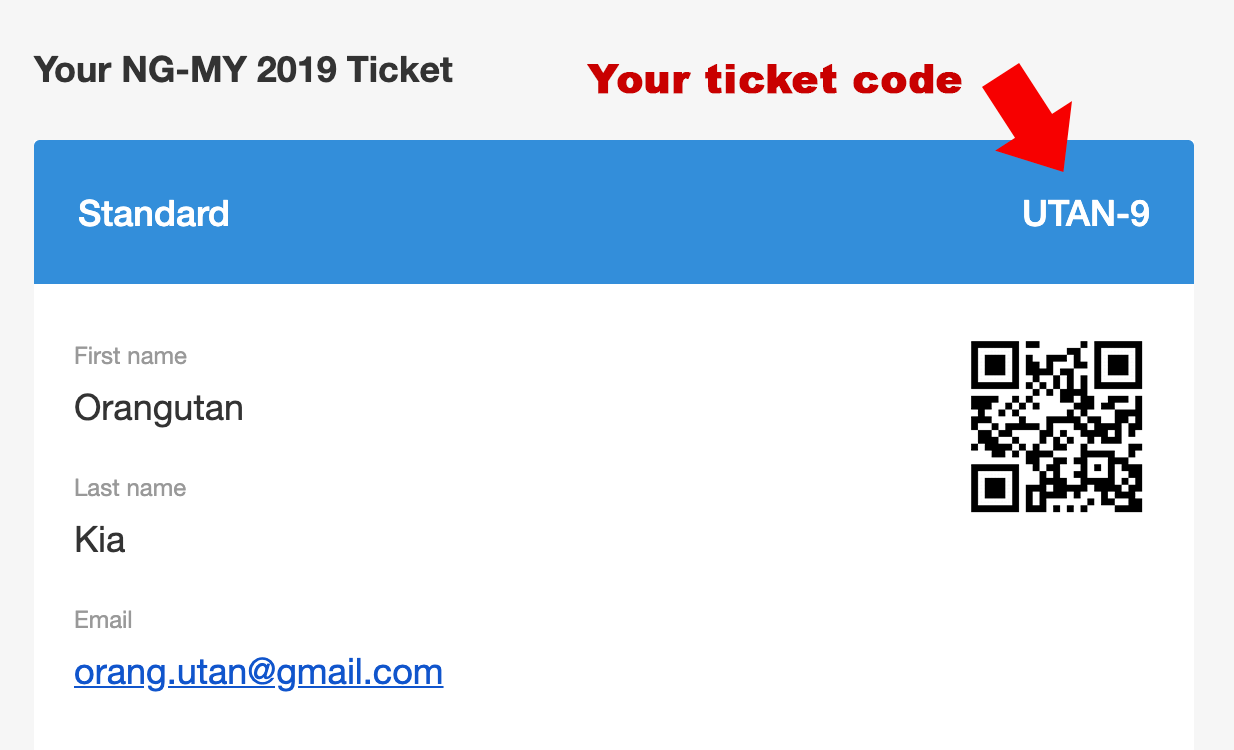 Your NG-MY 2019 Ticket
Your ticket code
Standard
UTAN-9
First name
Orangutan
Last name
Kia
Email
orang.utan@gmail.com